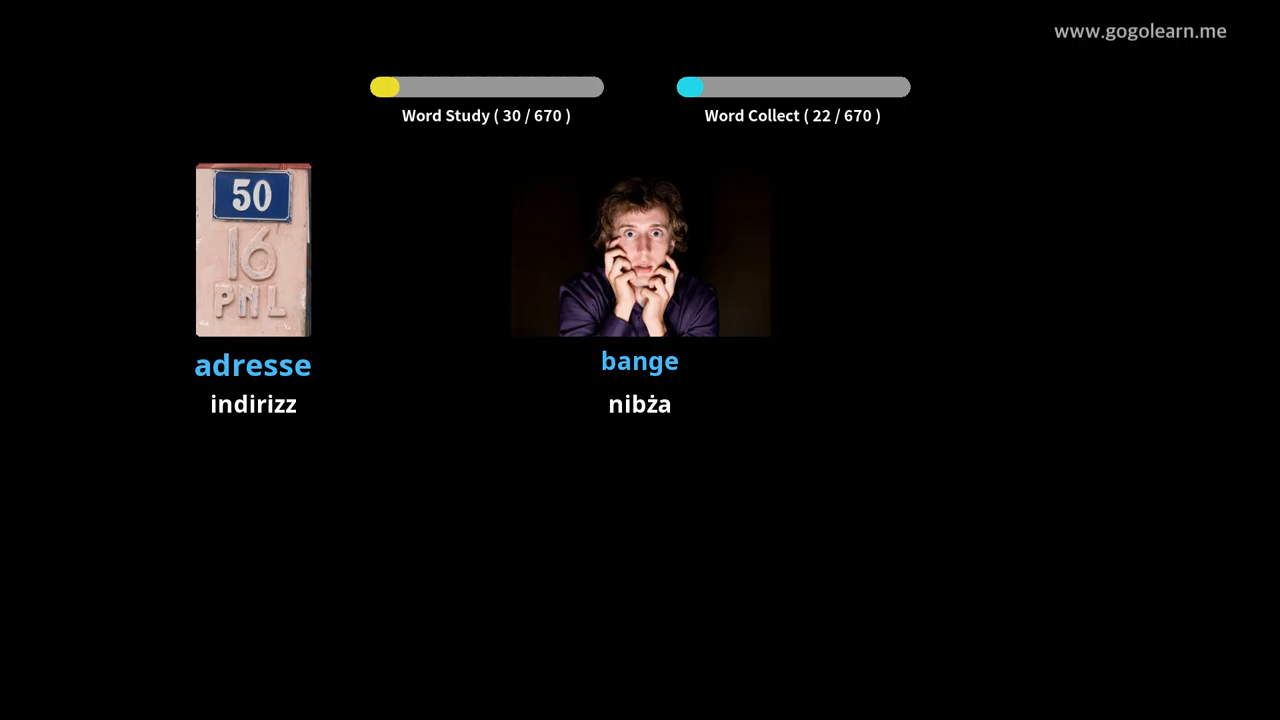 www.gogolearn.me
Word Study ( 30 / 670 )
Word Collect ( 22 / 670 )
50
16
PNL
adresse
bange
indirizz
nibża